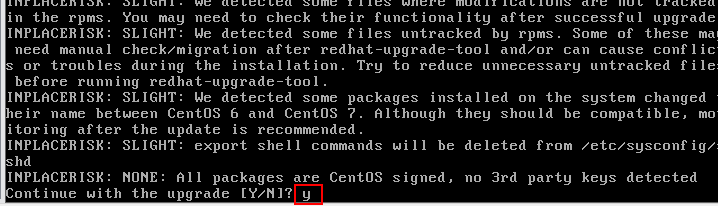 INPLACERISK: SLIGHT: We detected some files where modifications are not tracked
in the rpms. You may need to check their functionality after successful upgrade
INPLACERISK: SLIGHT: We detected some files untracked by rpms. Some of these may
need manual check/migration after redhat-upgrade-tool and/or can cause conflic
s or troubles during the installation. Try to reduce unnecessary untracked file
before running redhat-upgrade-tool.
INPLACERISK: SLIGHT: We detected some packages installed on the system changed
heir name between CentOS 6 and CentOS 7. Although they should be compatible, mo
itoring after the update is recommended.
INPLACERISK: SLIGHT: export shell commands will be deleted from /etc/sysconfig/s
shd
INPLACERISK: NONE: All packages are CentOS signed, no 3rd party keys detected
Continue with the upgrade [Y/N]? y